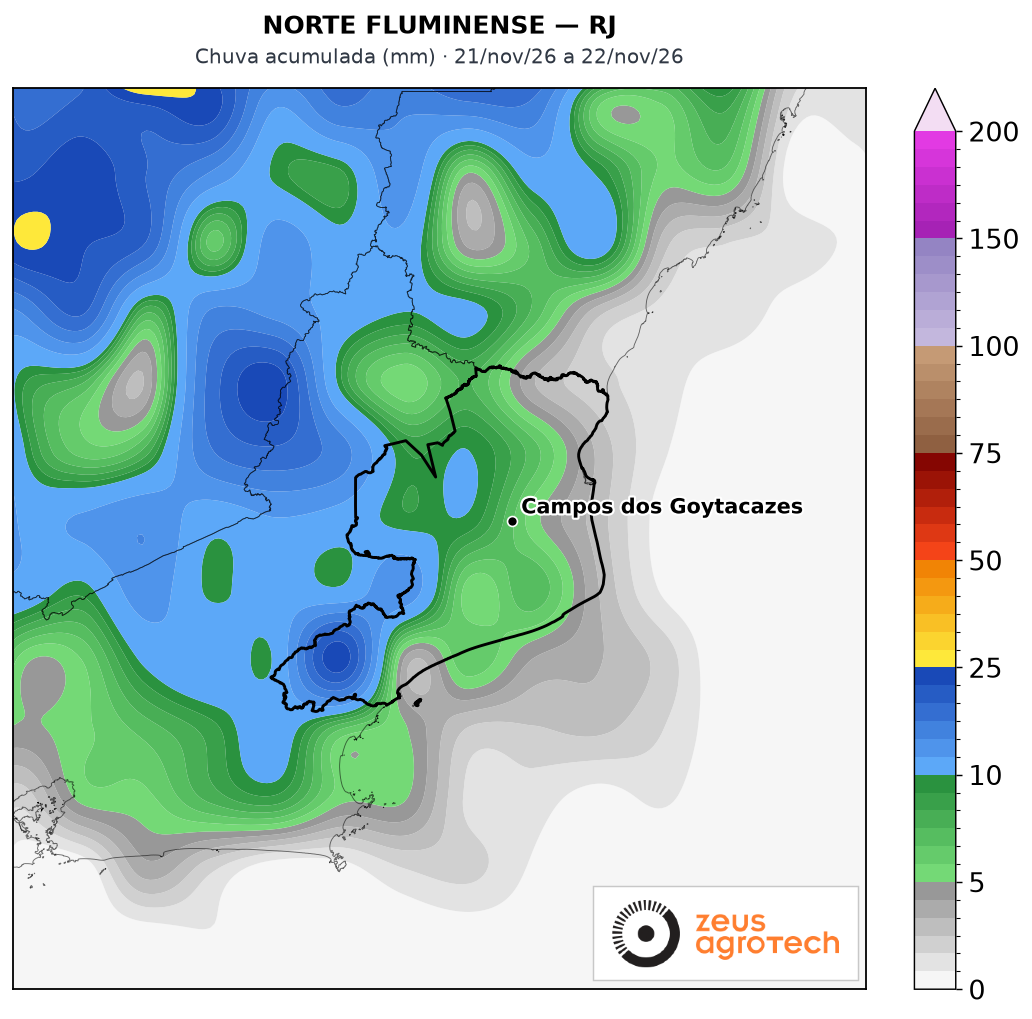 NORTE FLUMINENSE — RJ
Chuva acumulada (mm) · 21/nov/26 a 22/nov/26
200
150
100
75
50
25
10
5
0
Campos dos Goytacazes
zeus
agrotech